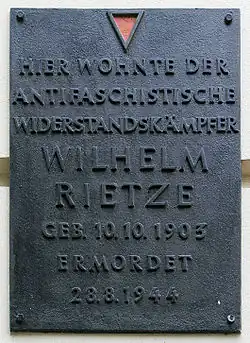 HIER WOHNTE DER
ANTIFASCHISTISCHE
WIDERSTANDSKÄMPFER
WILHELM
RIETZE
GEB. 10.10.1903
ERMORDET
28.8.1944